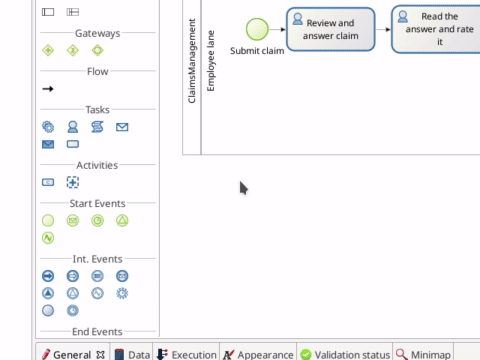 Gateways
Flow
Tasks
Activities
Start Events
Int. Events
End Events
ClaimsManagement
Employee lane
Submit claim
Review and
answer claim
Read the
answer and rate
it
General
Data
Execution
Appearance
Validation status
Minimap